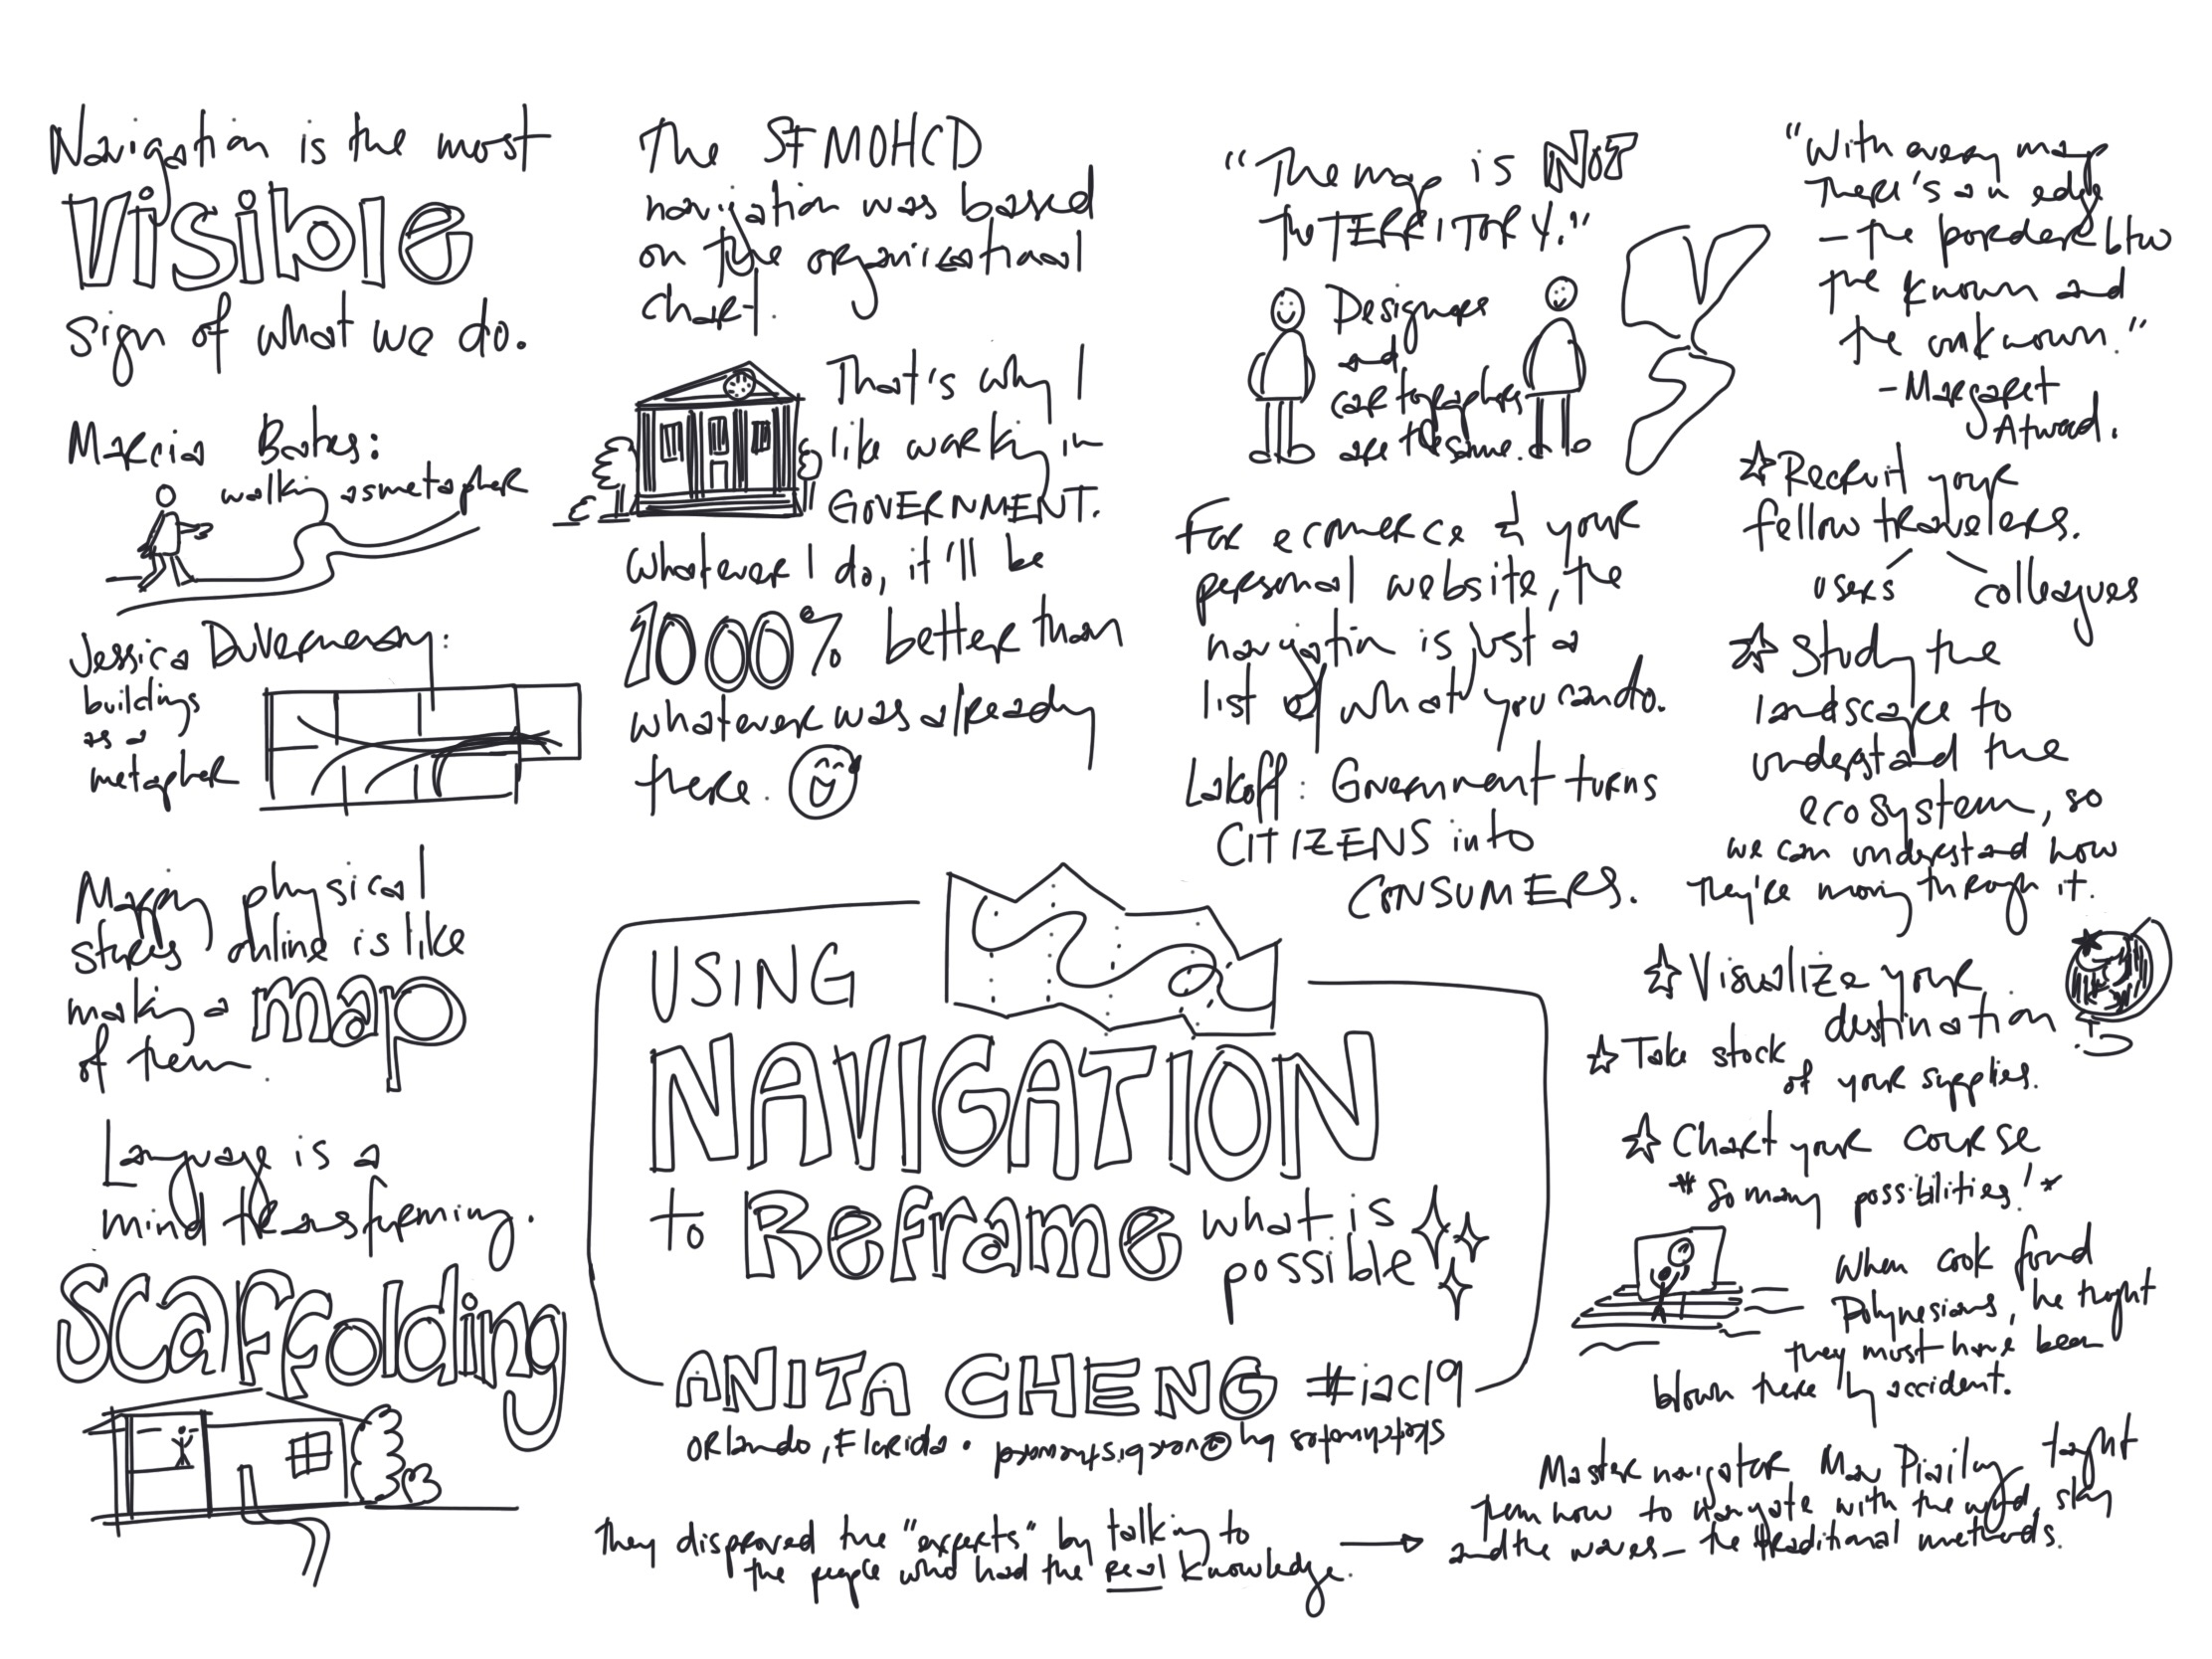 Navigation is the most
Visible
sign of what we do.
Marcia Bates:
walking as metapher
Jessica DuVerneay:
buildings
as a
metapher
Mapping physical
stores online is like
making a map
of them.
Language is a
mind transforming.
Scaffolding
The SFMOHCD
navigation was based
on the organizational
chart.
That's why I
like working in
GOVERNMENT.
Whatever I do, it'll be
1000% better than
whatever was already
there.
"The map is NOT
the TERRITORY."
Designers
and
cartographers
are the same.
For ecomerce & your
personal website, the
navigatin is just a
list of what you can do.
Lakoff: Government turns
CITIZENS into
CONSUMERS.
"With every map
There's an edge
— the border btw
the known and
the unknown."
- Margaret
Atwood.
☆ Recruit your
fellow travelers.
users colleagues
☆ Study the
landscape to
understand the
ecosystem, so
we can understand how
they're moving through it.
☆ Visualize your
destination
☆ Take stock
of your supplies.
☆ Chart your course
*So many possibilities!*
When Cook found
Polynesians, he thought
they must have been
blown there by accident.
Master navigator Mau Piailug taught
them how to navigate with the wind, sky
and the waves — the traditional methods.
They disproved the "experts" by talking to
the people who had the real knowledge. →
USING
NAVIGATION
to Reframe what is
possible
ANITA CHENG #iac19
Orlando, Florida.
Sketchnotes by